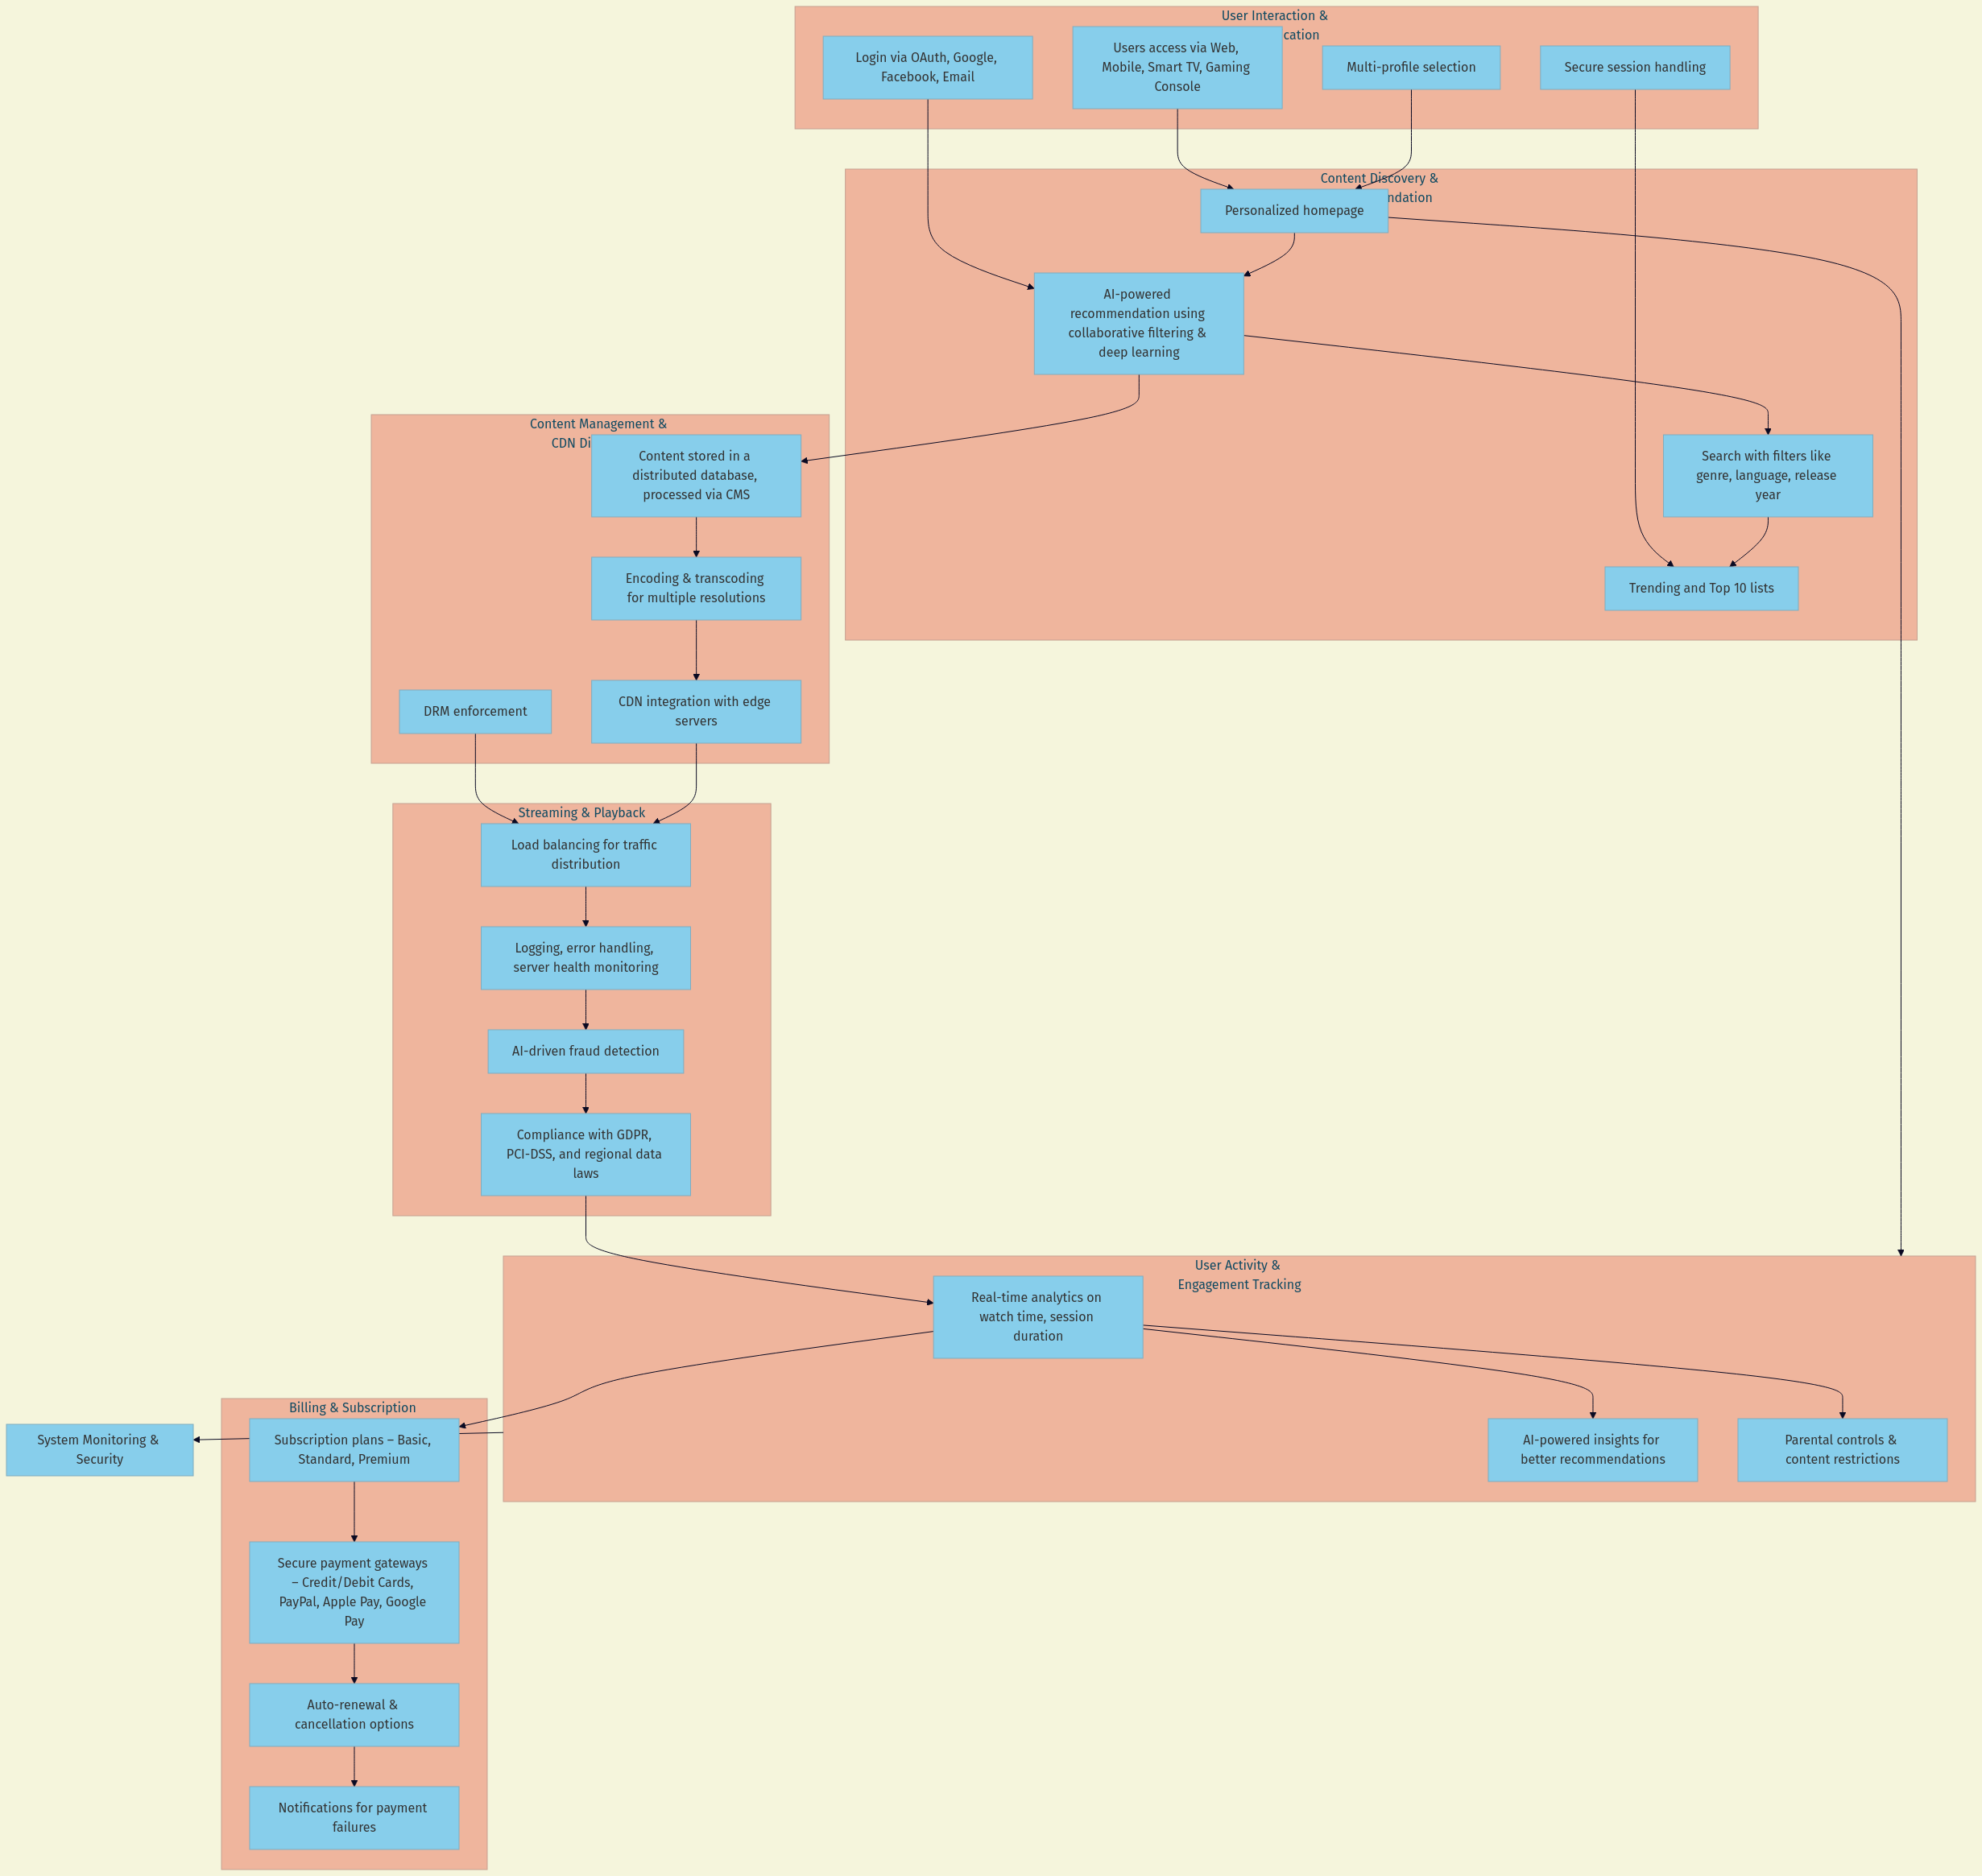 User Interaction &
cation
Login via OAuth, Google,
Facebook, Email
Users access via Web,
Mobile, Smart TV, Gaming
Console
Multi-profile selection
Secure session handling
Content Discovery &
ndation
Personalized homepage
AI-powered
recommendation using
collaborative filtering &
deep learning
Search with filters like
genre, language, release
year
Trending and Top 10 lists
Content Management &
CDN Di
Content stored in a
distributed database,
processed via CMS
Encoding & transcoding
for multiple resolutions
DRM enforcement
CDN integration with edge
servers
Streaming & Playback
Load balancing for traffic
distribution
Logging, error handling,
server health monitoring
AI-driven fraud detection
Compliance with GDPR,
PCI-DSS, and regional data
laws
User Activity &
Engagement Tracking
Real-time analytics on
watch time, session
duration
AI-powered insights for
better recommendations
Parental controls &
content restrictions
Billing & Subscription
System Monitoring &
Security
Subscription plans – Basic,
Standard, Premium
Secure payment gateways
– Credit/Debit Cards,
PayPal, Apple Pay, Google
Pay
Auto-renewal &
cancellation options
Notifications for payment
failures